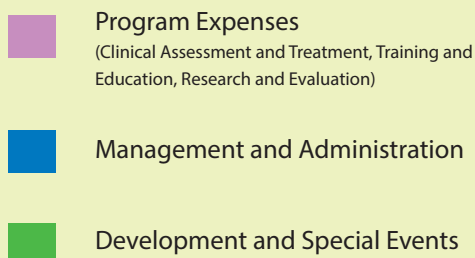 Program Expenses
(Clinical Assessment and Treatment, Training and
Education, Research and Evaluation)
Management and Administration
Development and Special Events